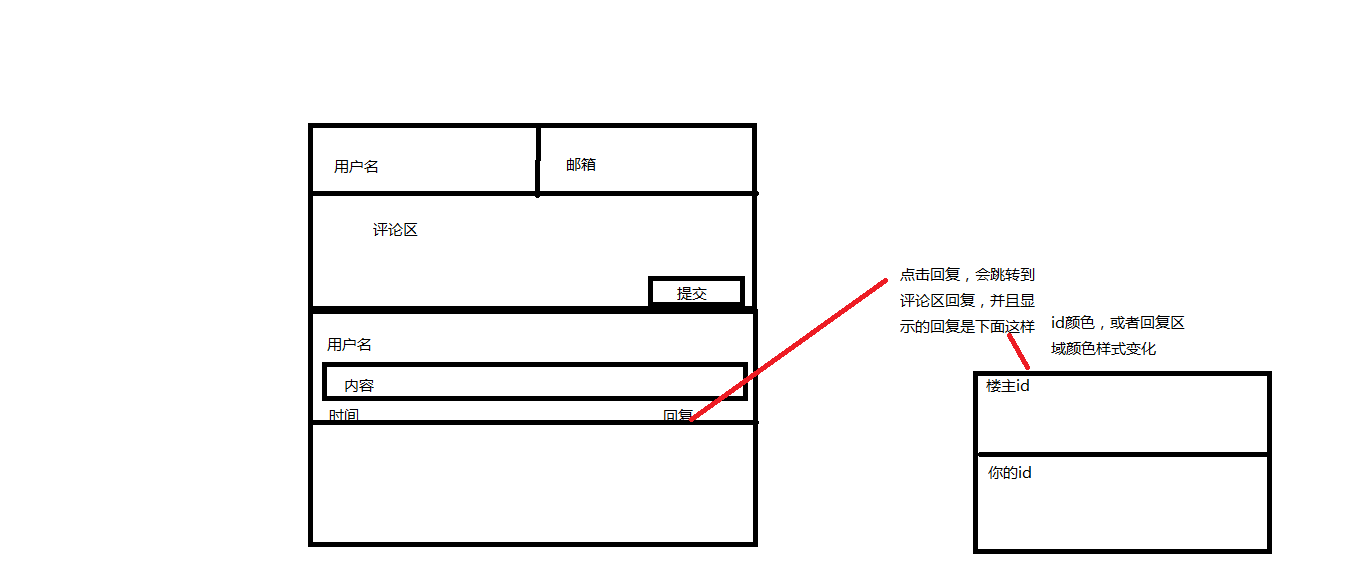 用户名
邮箱
评论区
提交
用户名
内容
时间
回复
点击回复，会跳转到
评论区回复，并且显
示的回复是下面这样
id颜色，或者回复区
域颜色样式变化
楼主id
你的id